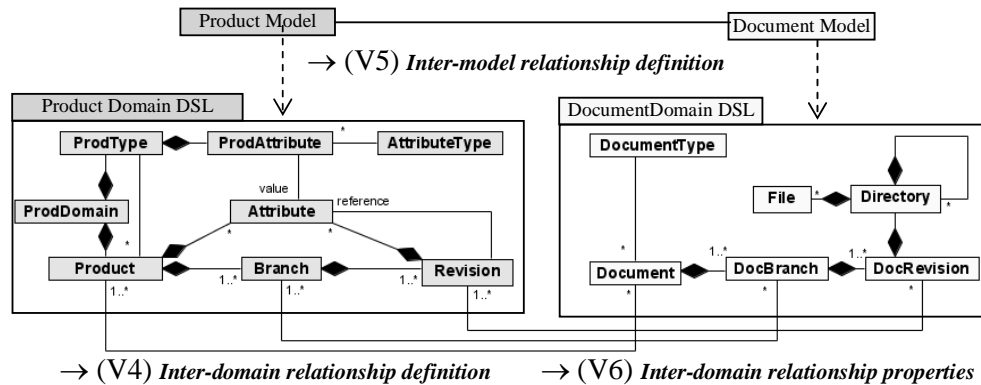 Product Model
Document Model
→ (V5) Inter-model relationship definition
Product Domain DSL
DocumentDomain DSL
ProdType
ProdAttribute
*
AttributeType
DocumentType
value
reference
File
*
Directory
*
ProdDomain
Attribute
*
*
*
*
1..*
1..*
Product
1..*
Branch
1..*
Revision
Document
DocBranch
DocRevision
1..*
1..*
1..*
*
*
*
→ (V4) Inter-domain relationship definition
→ (V6) Inter-domain relationship properties